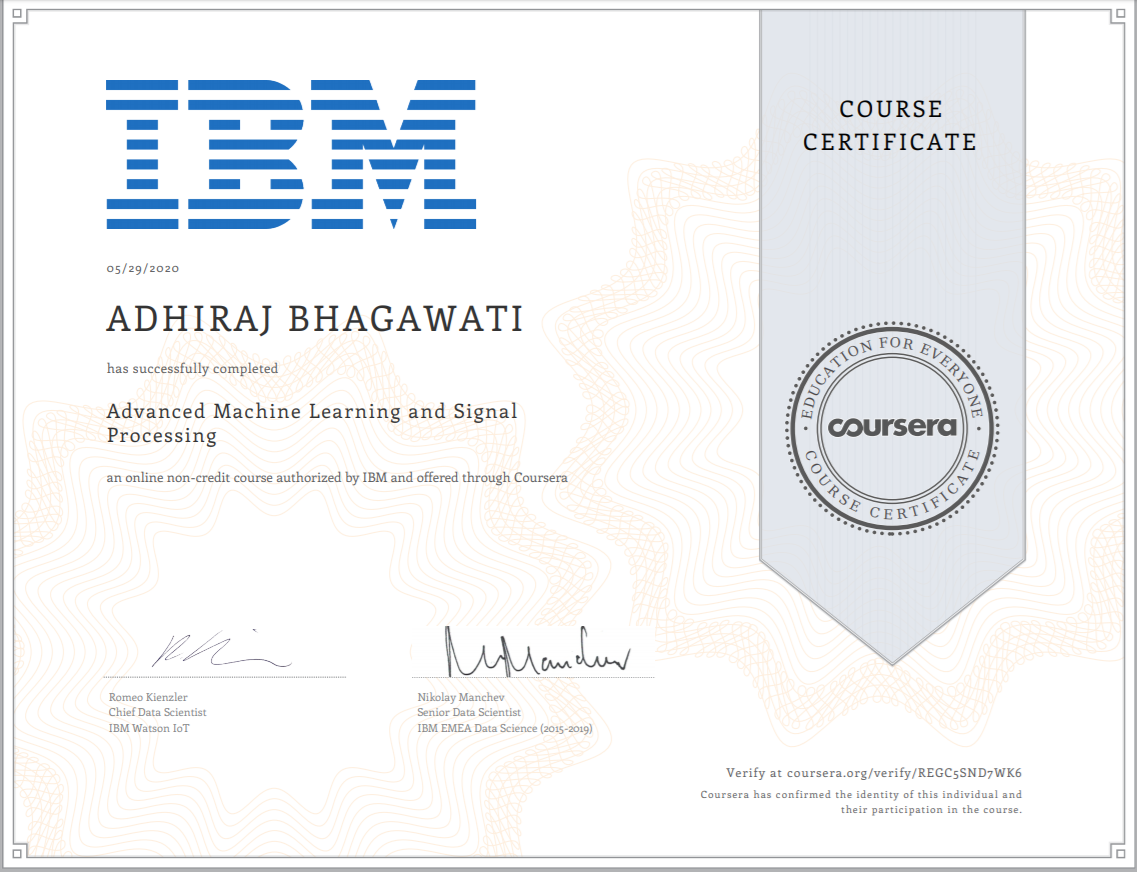 IBM
COURSE
CERTIFICATE
05/29/2020
ADHIRAJ BHAGAWATI
has successfully completed
Advanced Machine Learning and Signal
Processing
an online non-credit course authorized by IBM and offered through Coursera
EDUCATION FOR EVERYONE
coursera
COURSE CERTIFICATE
Romeo Kienzler
Chief Data Scientist
IBM Watson IoT
Nikolay Manchev
Senior Data Scientist
IBM EMEA Data Science (2015-2019)
Verify at coursera.org/verify/REGC5SND7WK6
Coursera has confirmed the identity of this individual and
their participation in the course.